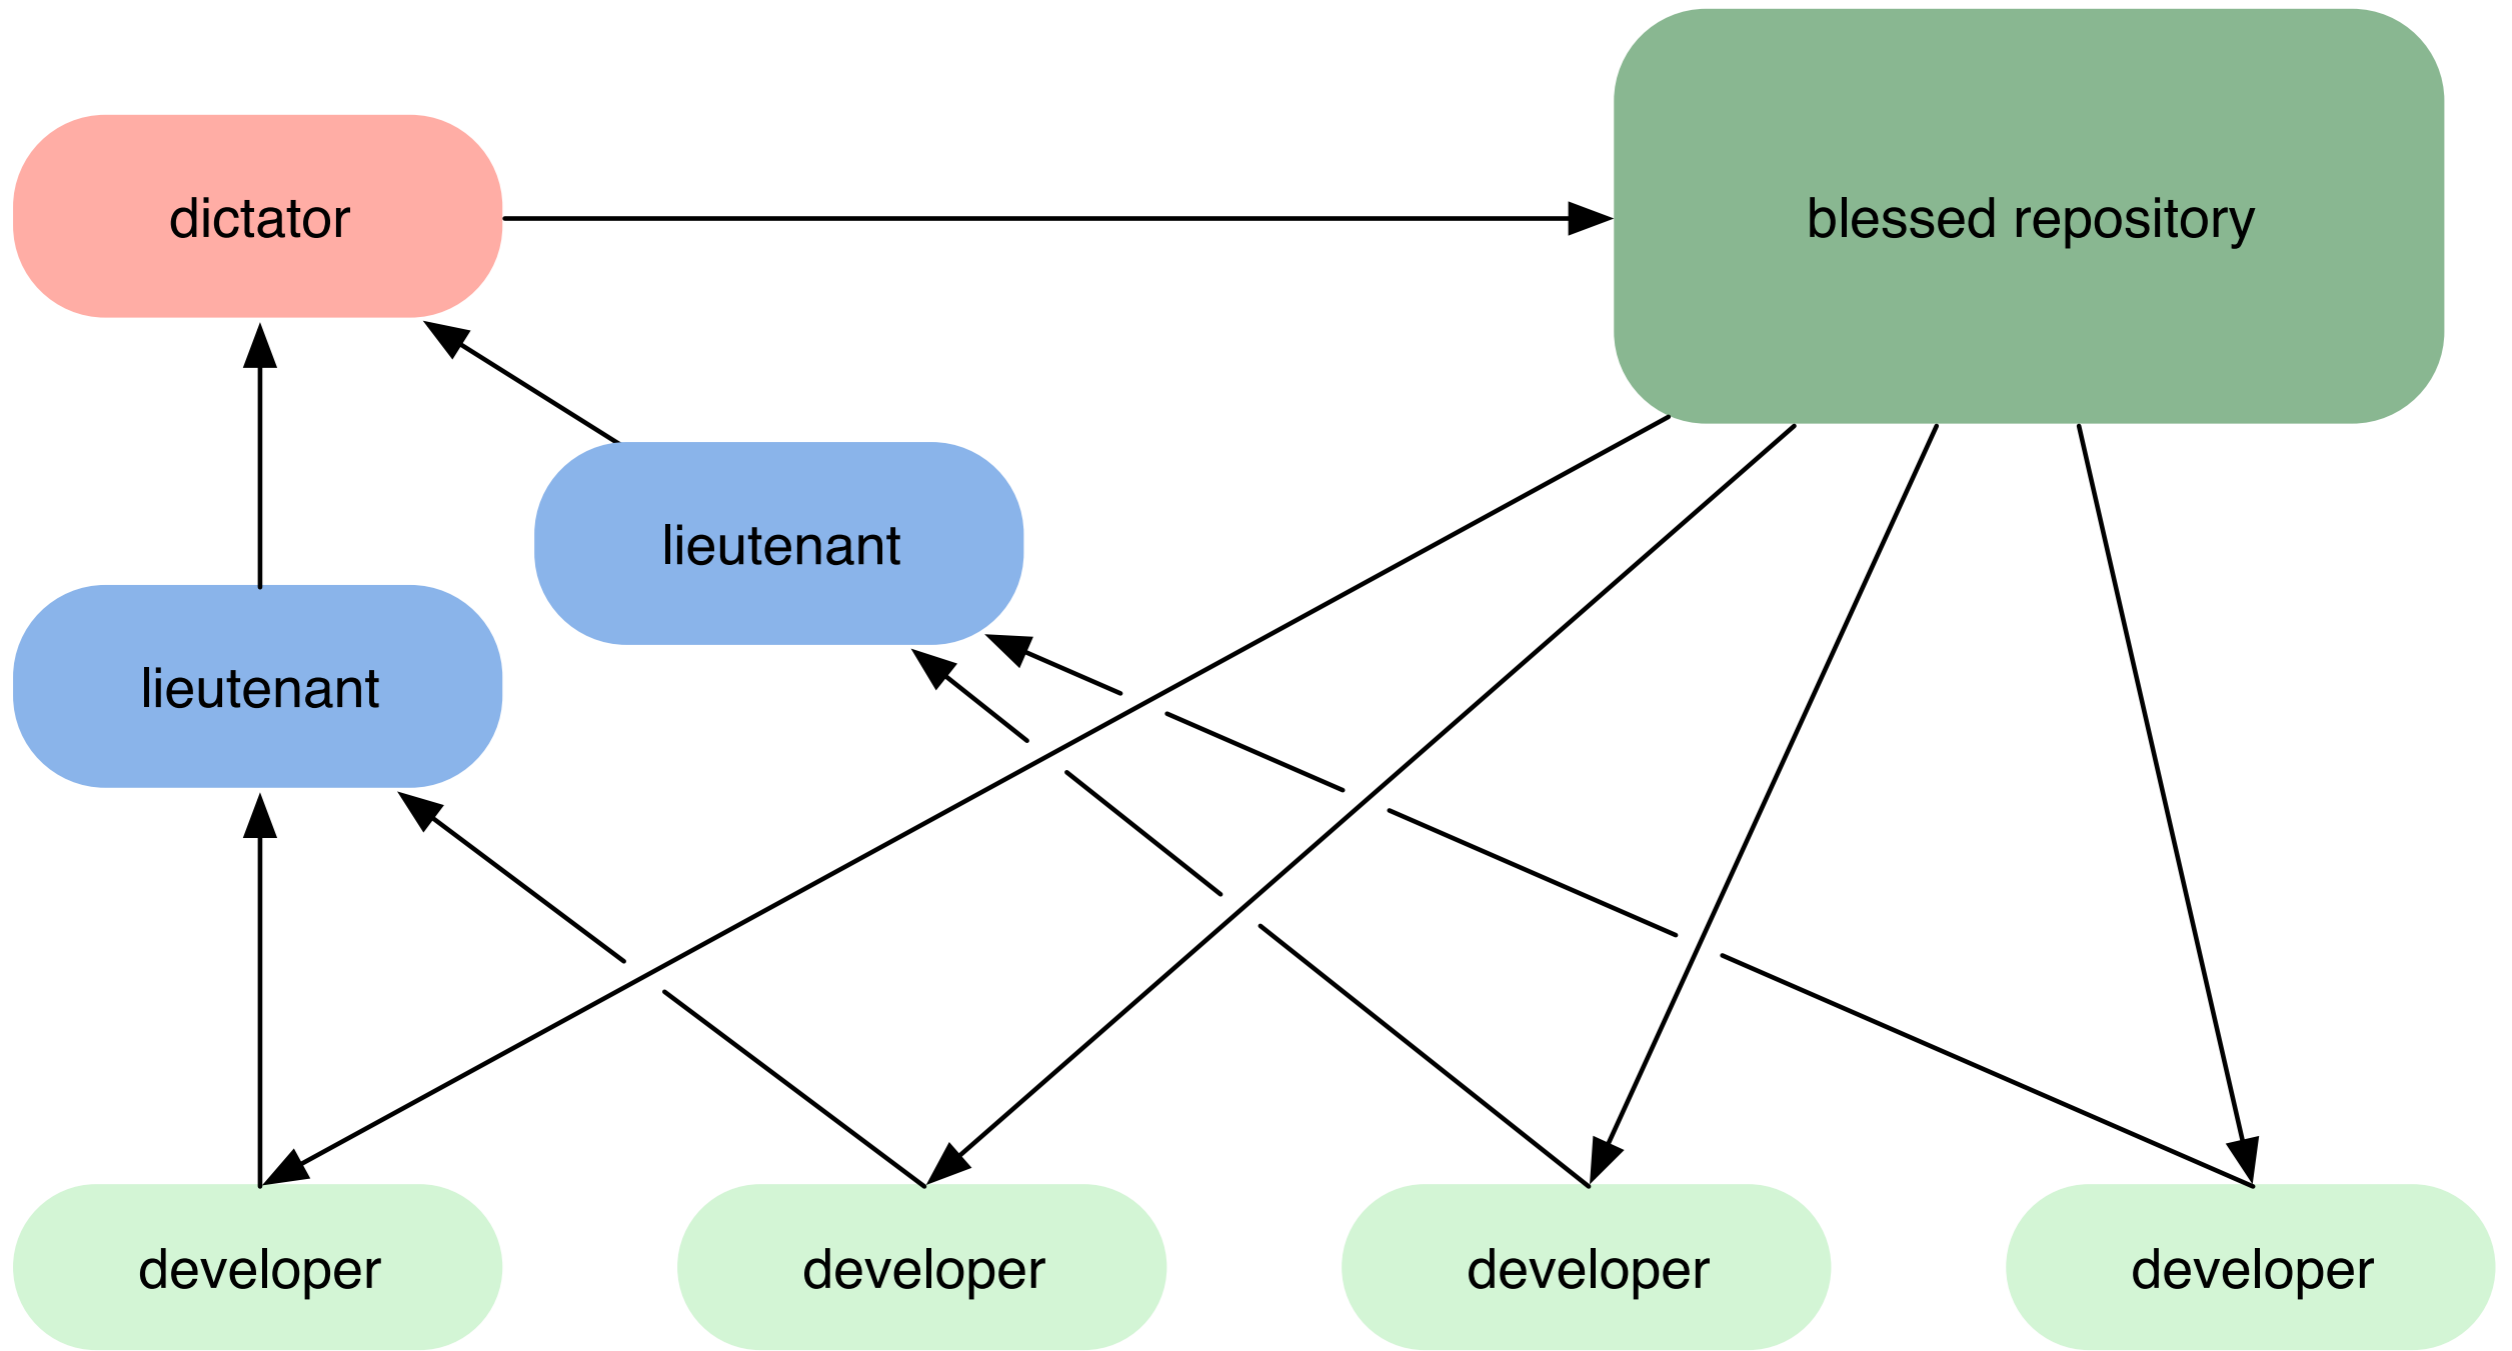 dictator
blessed repository
lieutenant
lieutenant
developer
developer
developer
developer